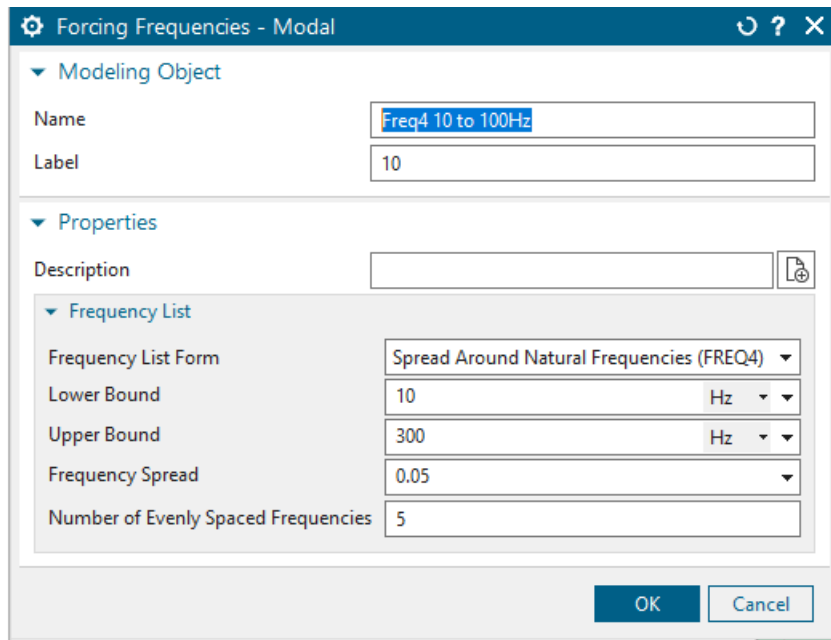 Forcing Frequencies - Modal ?
Modeling Object
Name Freq4 10 to 100Hz
Label 10
Properties
Description
Frequency List
Frequency List Form Spread Around Natural Frequencies (FREQ4)
Lower Bound 10 Hz
Upper Bound 300 Hz
Frequency Spread 0.05
Number of Evenly Spaced Frequencies 5
OK Cancel